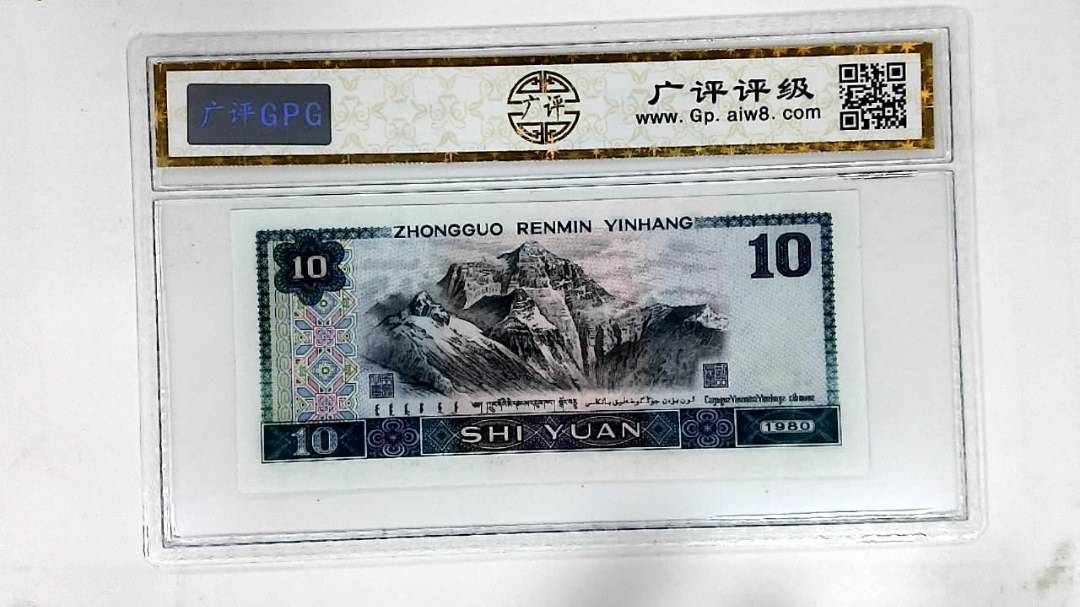 广评GPG
广评
广评评级
www. Gp. aiw8. com
ZHONGGUO RENMIN YINHANG
10
10
10
SHI YUAN
1980